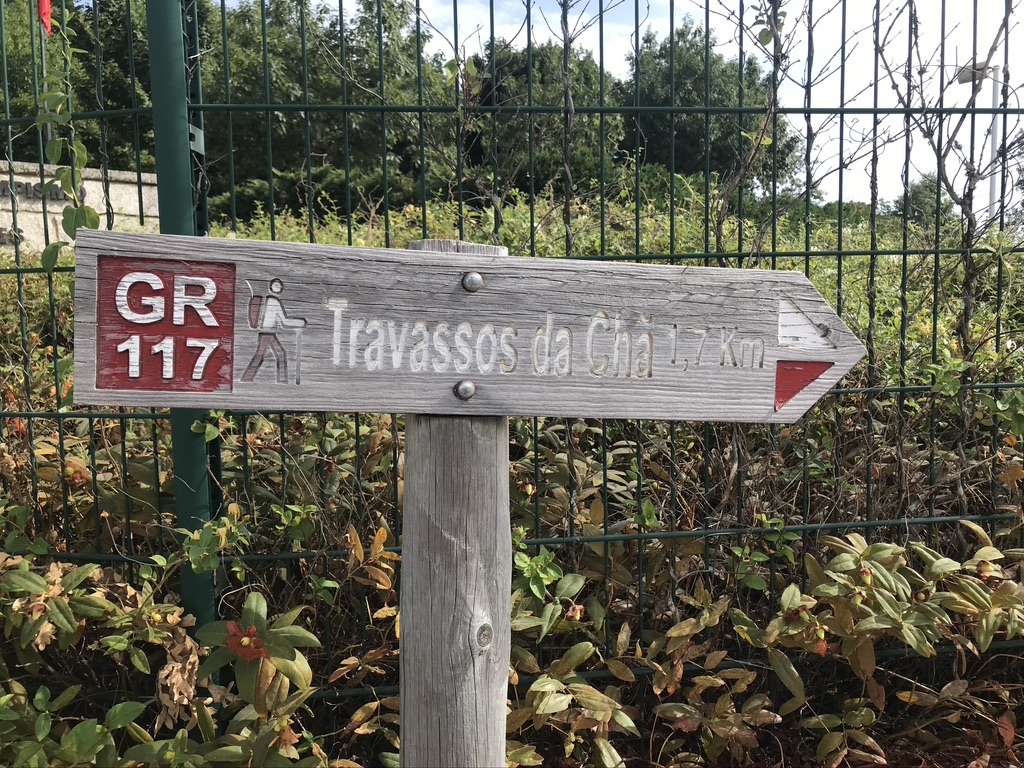 GR
117
Travassos da Chã 1,7 Km